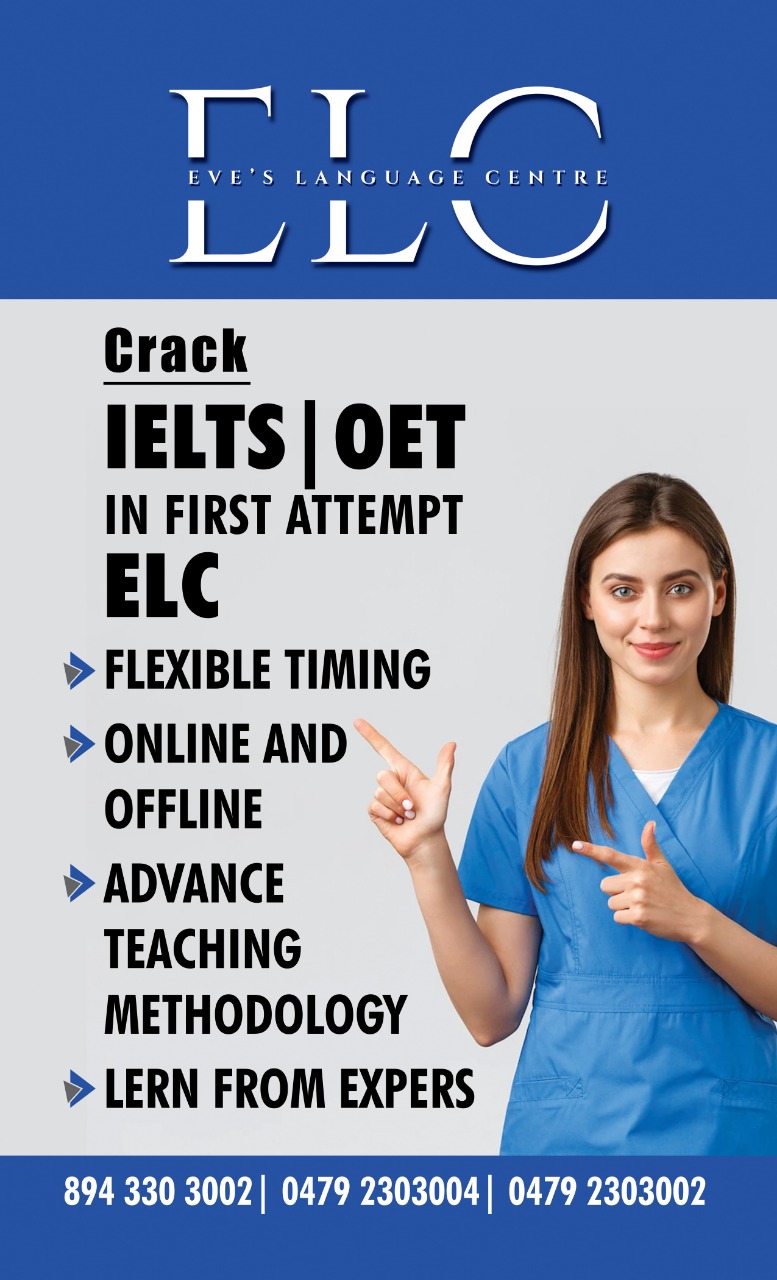 ELC
EVE'S LANGUAGE CENTRE
Crack
IELTS|OET
IN FIRST ATTEMPT
ELC
FLEXIBLE TIMING
ONLINE AND
OFFLINE
ADVANCE
TEACHING
METHODOLOGY
LERN FROM EXPERS
894 330 3002| 0479 2303004| 0479 2303002